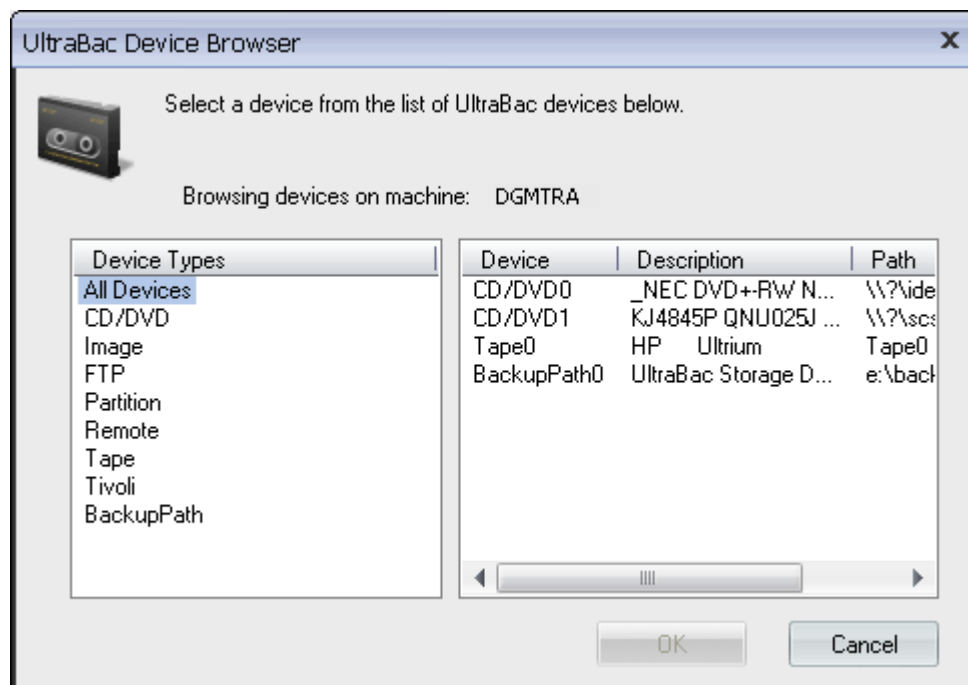 UltraBac Device Browser
Select a device from the list of UltraBac devices below.
Browsing devices on machine: DGMTRA
Device Types
All Devices
CD/DVD
Image
FTP
Partition
Remote
Tape
Tivoli
BackupPath
Device Description Path
CD/DVD0 _NEC DVD+-RW N... \\?\ide
CD/DVD1 KJ4845P QNU025J ... \\?\scs
Tape0 HP Ultrium Tape0
BackupPath0 UltraBac Storage D... e:\back
OK Cancel